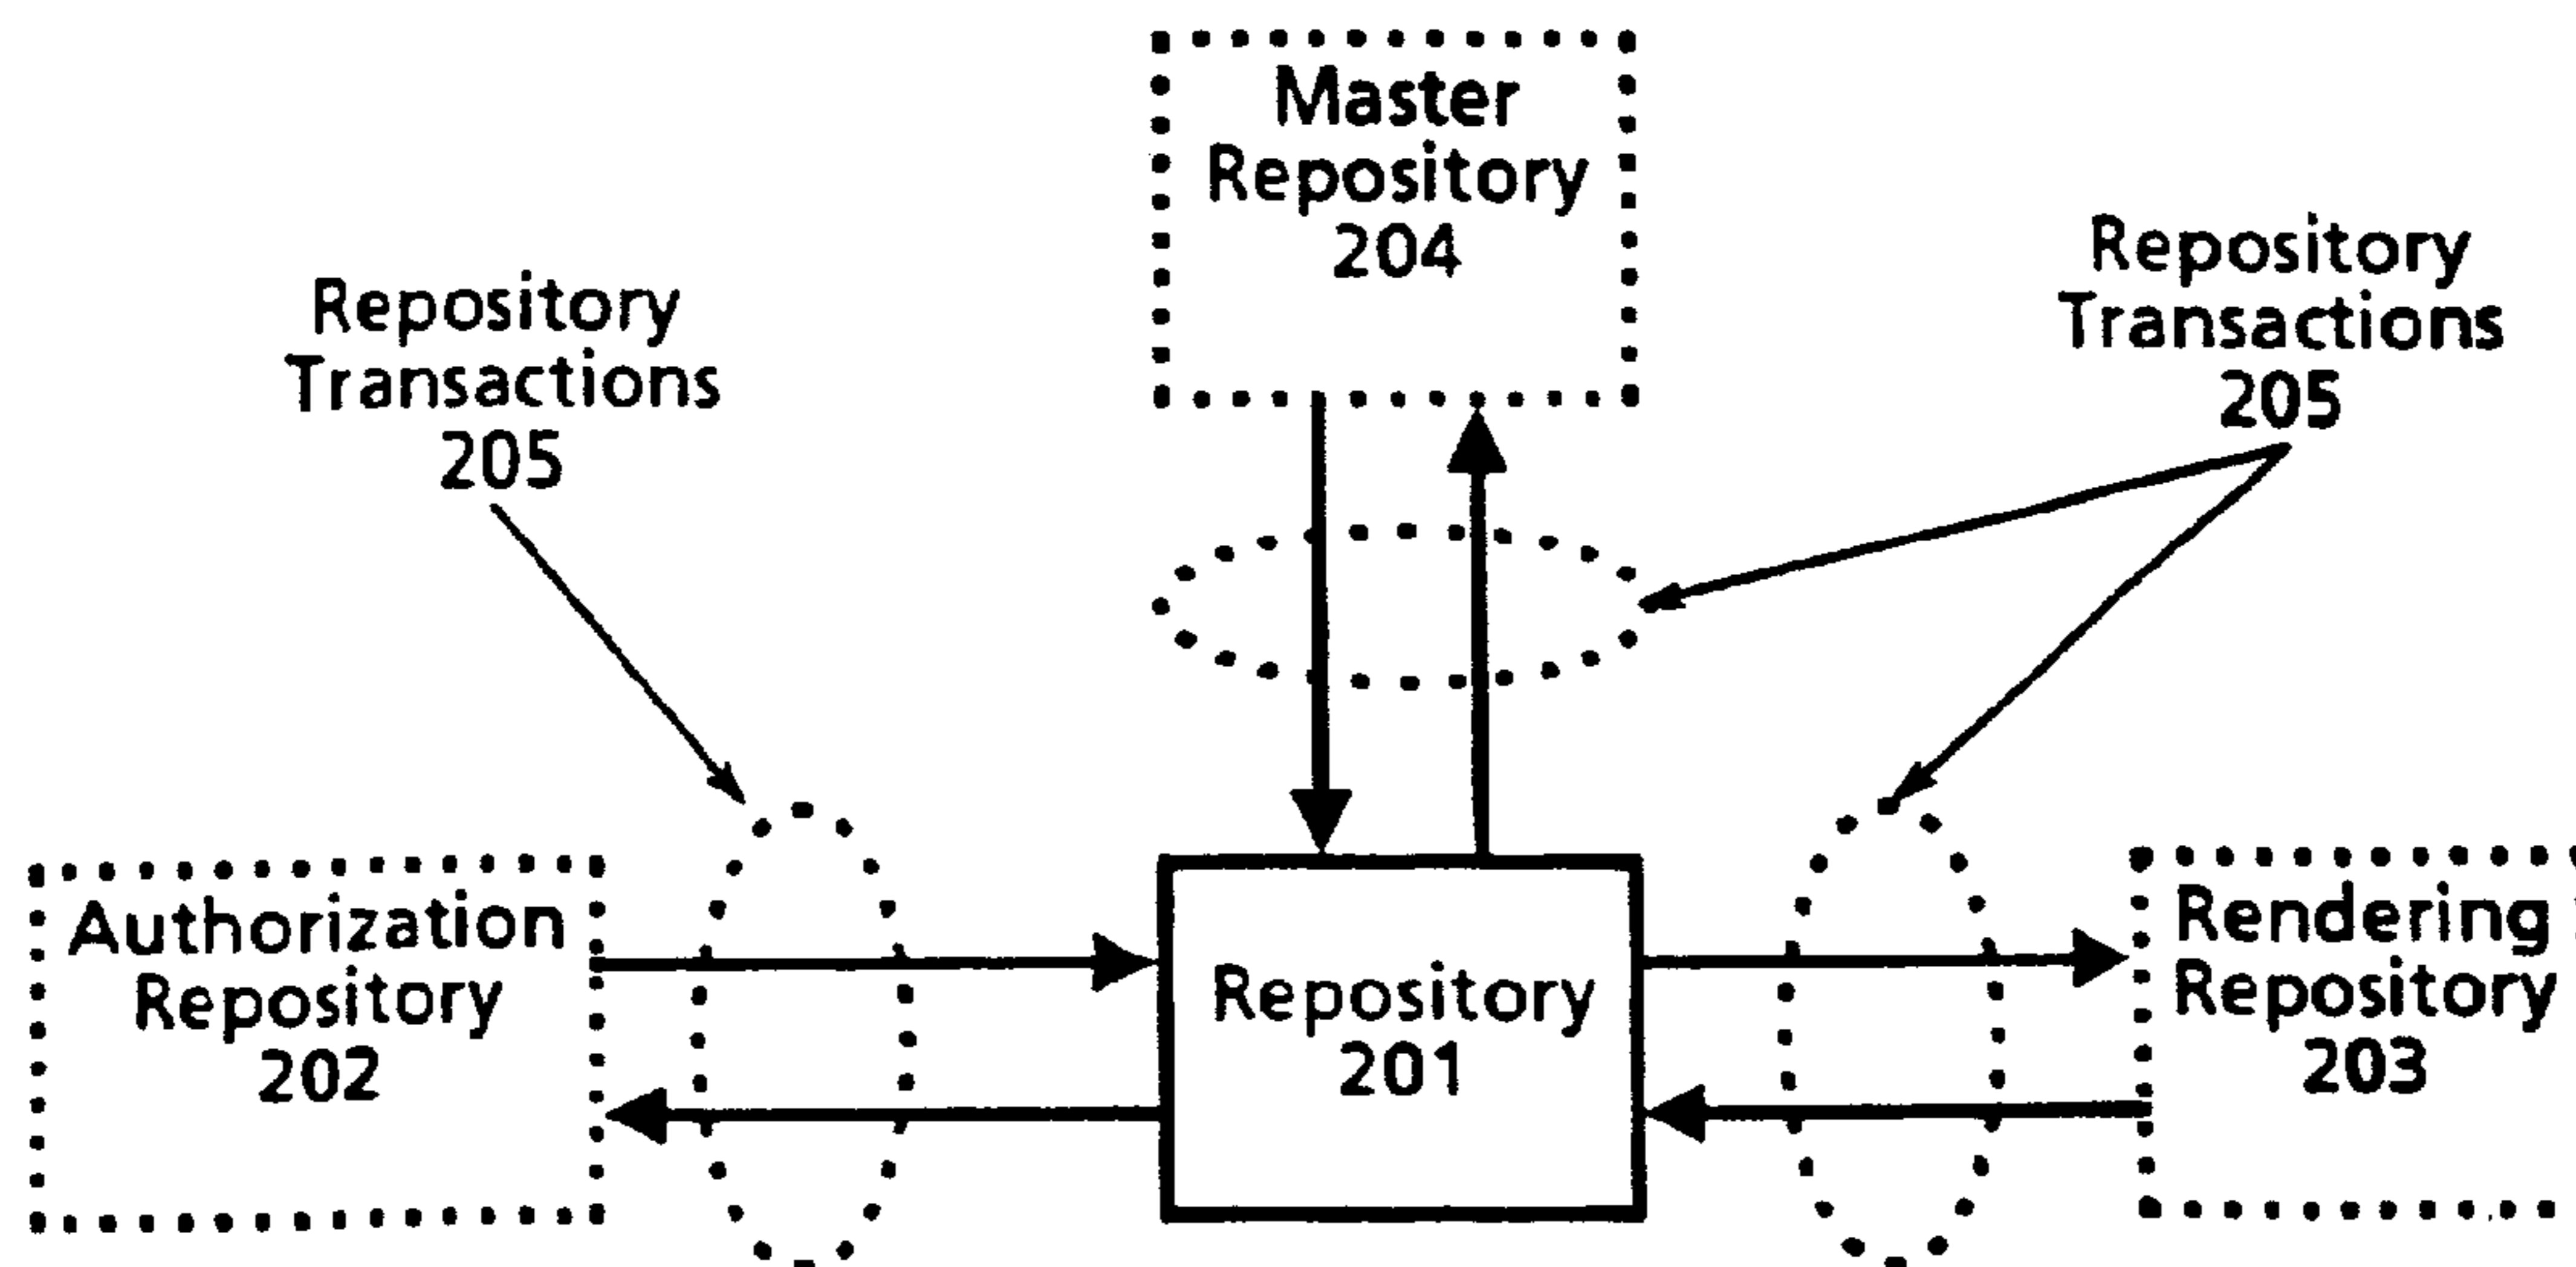 Master
Repository
204
Repository
Transactions
205
Repository
Transactions
205
Authorization
Repository
202
Repository
201
Rendering
Repository
203